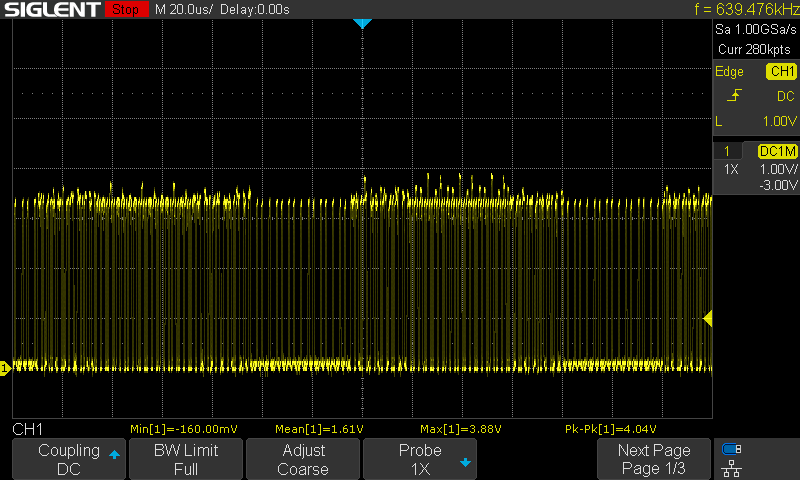 SIGLENT Stop M 20.0us/ Delay:0.00s f = 639.476kHz
Sa 1.00GSa/s
Curr 280kpts
Edge CH1
DC
L 1.00V
1 DC1M
1X 1.00V/
-3.00V
1
CH1 Min[1]=-160.00mV Mean[1]=1.61V Max[1]=3.88V Pk-Pk[1]=4.04V
Coupling BW Limit Adjust Probe Next Page
DC Full Coarse 1X Page 1/3